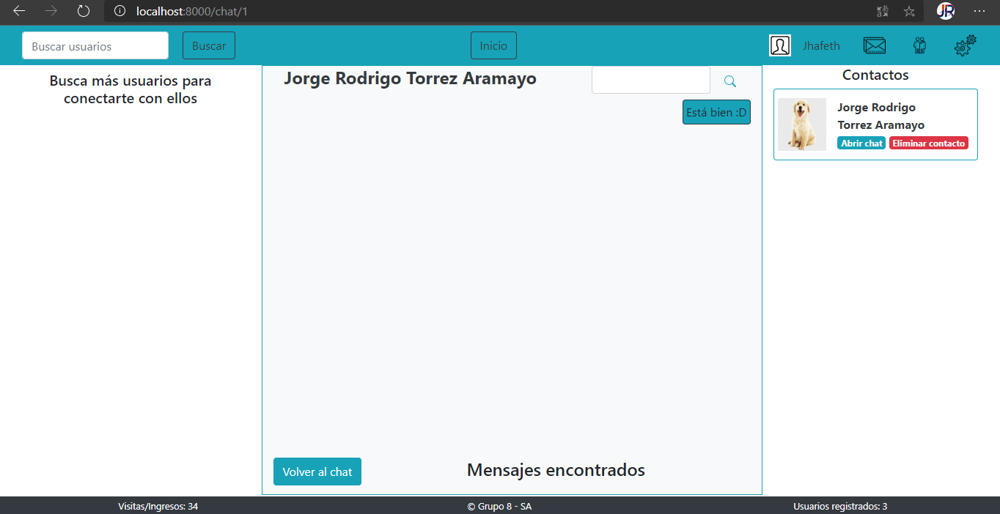 localhost:8000/chat/1
JR
Buscar usuarios
Buscar
Inicio
Jhafeth
Busca más usuarios para
conectarte con ellos
Jorge Rodrigo Torrez Aramayo
Está bien :D
Volver al chat
Mensajes encontrados
Contactos
Jorge Rodrigo
Torrez Aramayo
Abrir chat
Eliminar contacto
Visitas/Ingresos: 34
© Grupo 8 - SA
Usuarios registrados: 3